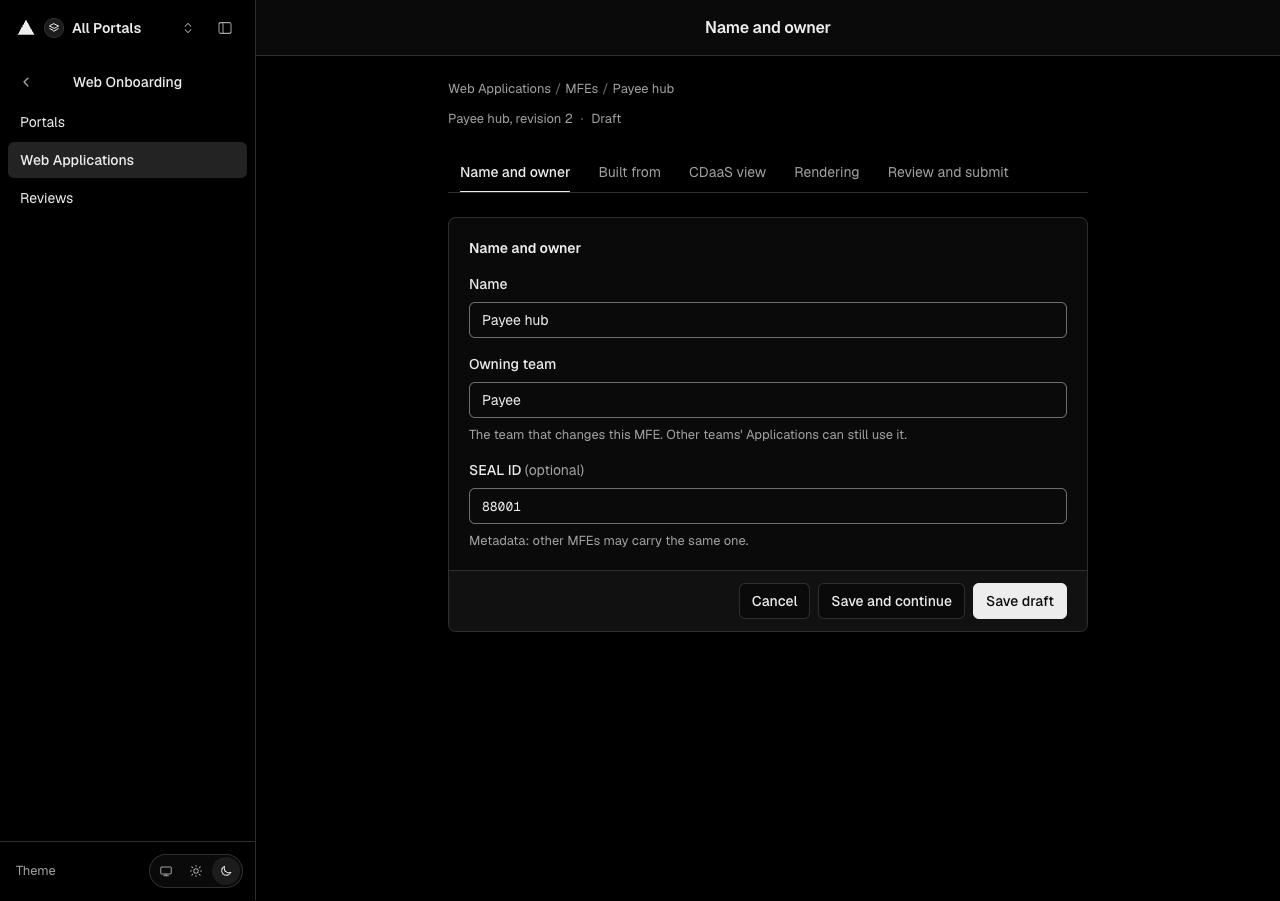 All Portals
Name and owner
Web Onboarding
Portals
Web Applications
Reviews
Web Applications / MFEs / Payee hub
Payee hub, revision 2 · Draft
Name and owner Built from CDaaS view Rendering Review and submit
Name and owner
Name
Payee hub
Owning team
Payee
The team that changes this MFE. Other teams' Applications can still use it.
SEAL ID (optional)
88001
Metadata: other MFEs may carry the same one.
Cancel Save and continue Save draft
Theme